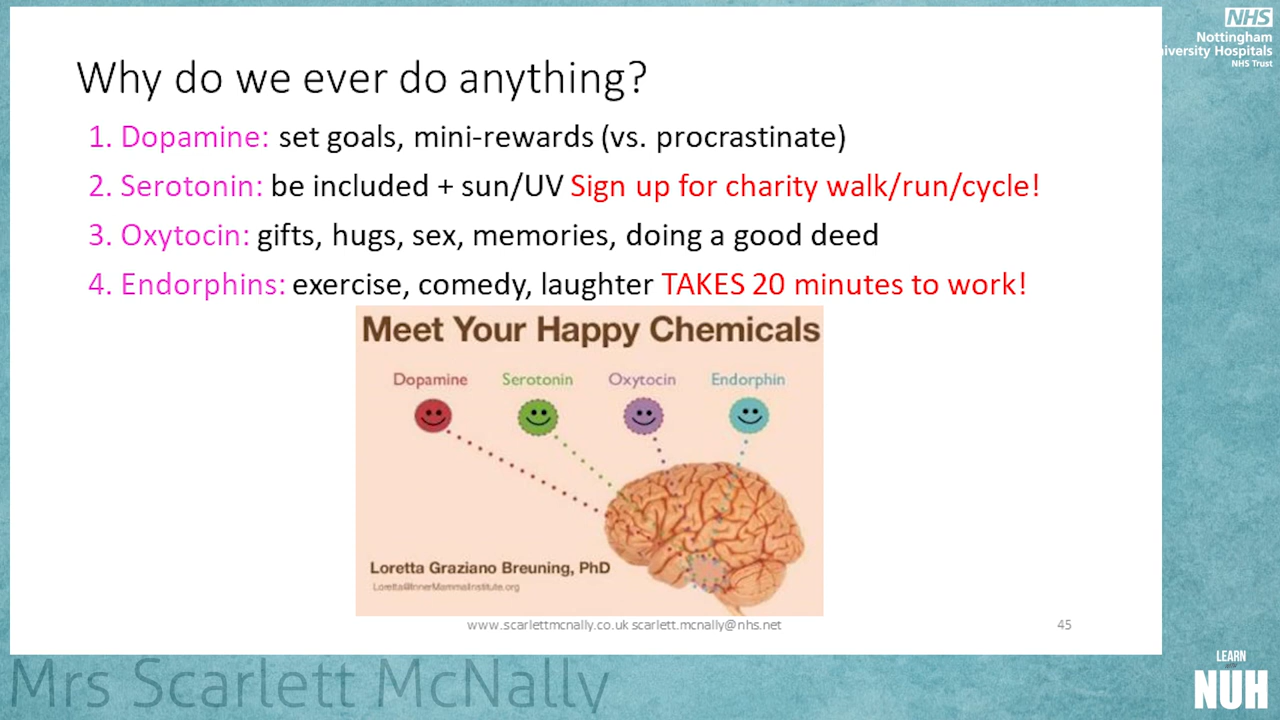 NHS
Nottingham
iversity Hospitals
NHS Trust
Why do we ever do anything?
1. Dopamine: set goals, mini-rewards (vs. procrastinate)
2. Serotonin: be included + sun/UV Sign up for charity walk/run/cycle!
3. Oxytocin: gifts, hugs, sex, memories, doing a good deed
4. Endorphins: exercise, comedy, laughter TAKES 20 minutes to work!
Meet Your Happy Chemicals
Dopamine Serotonin Oxytocin Endorphin
Loretta Graziano Breuning, PhD
Loretta@InnerMammaInstitute.org
www.scarlettmcnally.co.uk scarlett.mcnally@nhs.net 45
Mrs Scarlett McNally
LEARN
NUH